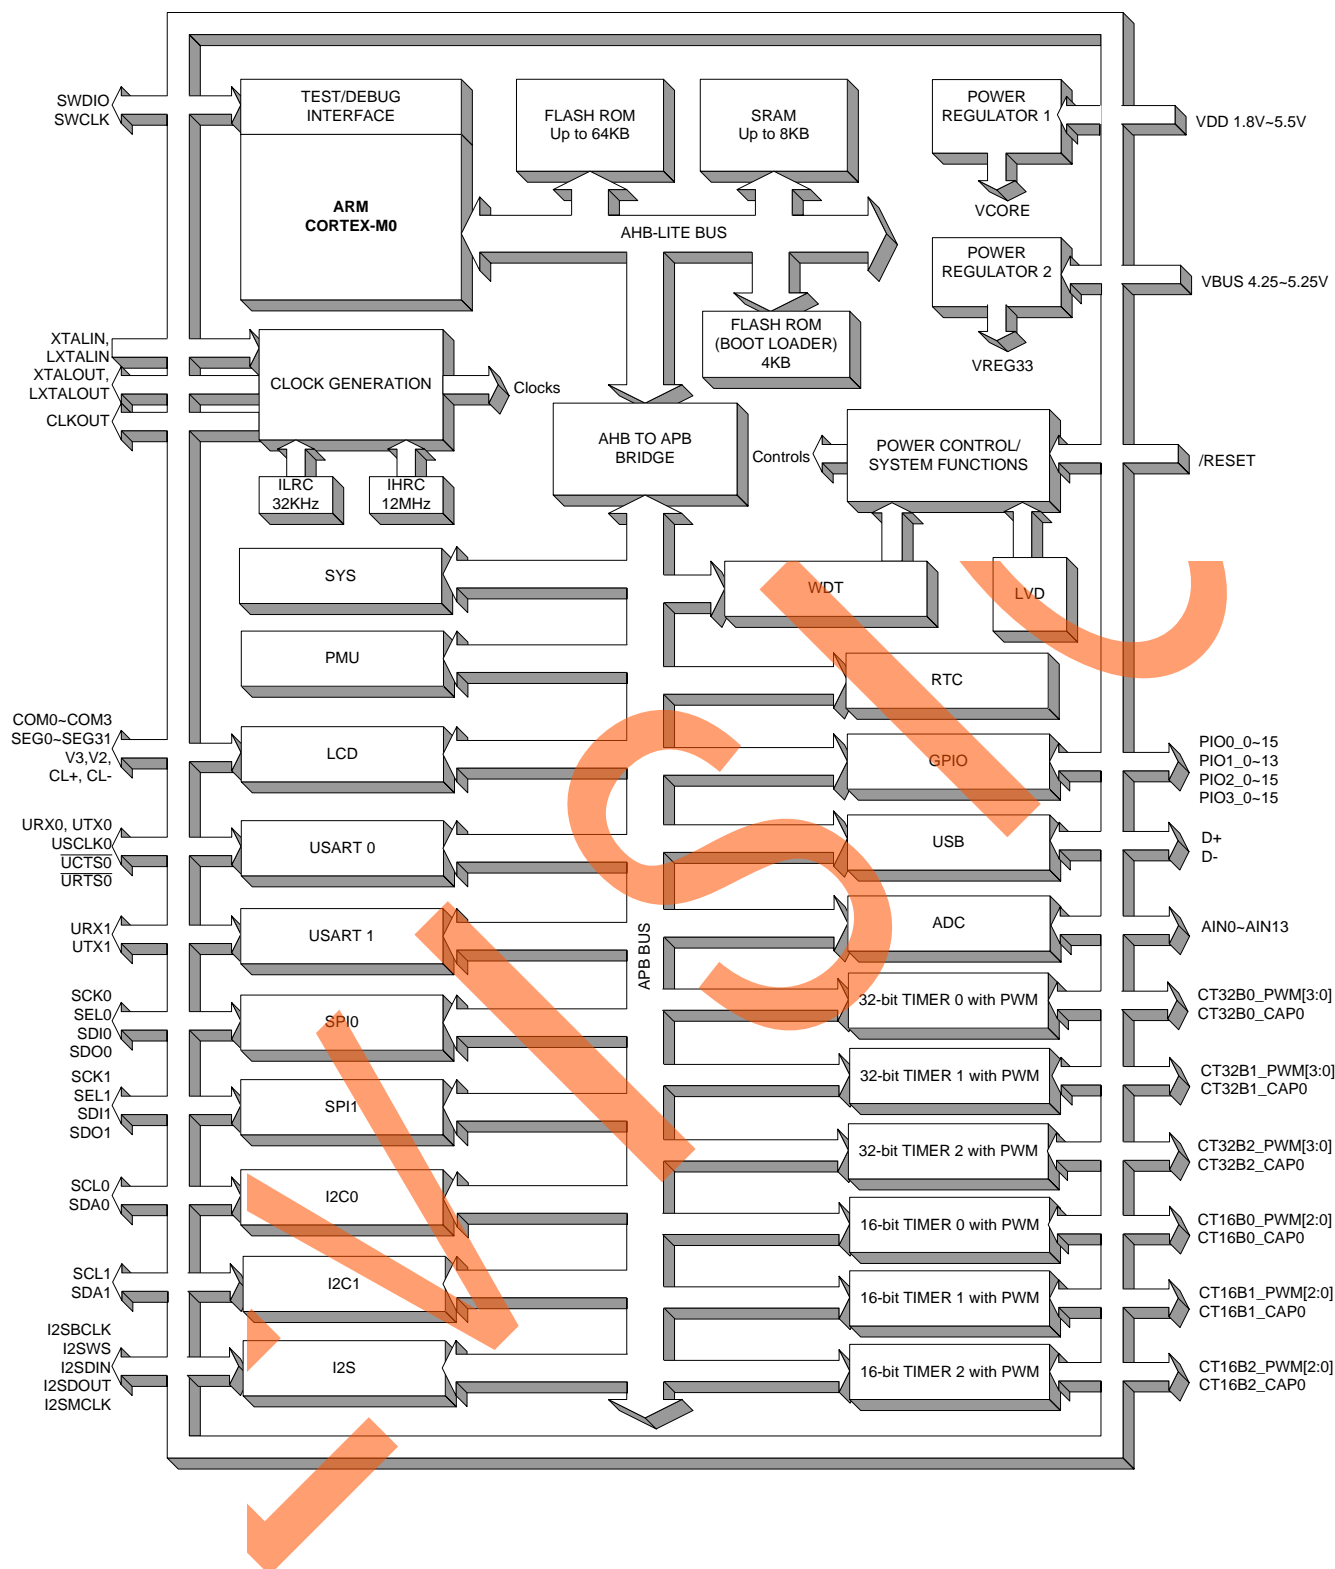 SWDIO
SWCLK
TEST/DEBUG
INTERFACE
ARM
CORTEX-M0
FLASH ROM
Up to 64KB
SRAM
Up to 8KB
POWER
REGULATOR 1
VDD 1.8V~5.5V
VCORE
AHB-LITE BUS
POWER
REGULATOR 2
VBUS 4.25~5.25V
VREG33
FLASH ROM
(BOOT LOADER)
4KB
XTALIN,
LXTALIN
XTALOUT,
LXTALOUT
CLKOUT
CLOCK GENERATION
Clocks
ILRC
32KHz
IHRC
12MHz
AHB TO APB
BRIDGE
Controls
POWER CONTROL/
SYSTEM FUNCTIONS
/RESET
SYS
WDT
LVD
PMU
RTC
COM0~COM3
SEG0~SEG31
V3,V2,
CL+, CL-
LCD
GPIO
PIO0_0~15
PIO1_0~13
PIO2_0~15
PIO3_0~15
URX0, UTX0
USCLK0
UCTS0
URTS0
USART 0
USB
D+
D-
URX1
UTX1
USART 1
APB BUS
ADC
AIN0~AIN13
SCK0
SEL0
SDI0
SDO0
SPI0
32-bit TIMER 0 with PWM
CT32B0_PWM[3:0]
CT32B0_CAP0
SCK1
SEL1
SDI1
SDO1
SPI1
32-bit TIMER 1 with PWM
CT32B1_PWM[3:0]
CT32B1_CAP0
32-bit TIMER 2 with PWM
CT32B2_PWM[3:0]
CT32B2_CAP0
SCL0
SDA0
I2C0
16-bit TIMER 0 with PWM
CT16B0_PWM[2:0]
CT16B0_CAP0
SCL1
SDA1
I2C1
16-bit TIMER 1 with PWM
CT16B1_PWM[2:0]
CT16B1_CAP0
I2SBCLK
I2SWS
I2SDIN
I2SDOUT
I2SMCLK
I2S
16-bit TIMER 2 with PWM
CT16B2_PWM[2:0]
CT16B2_CAP0